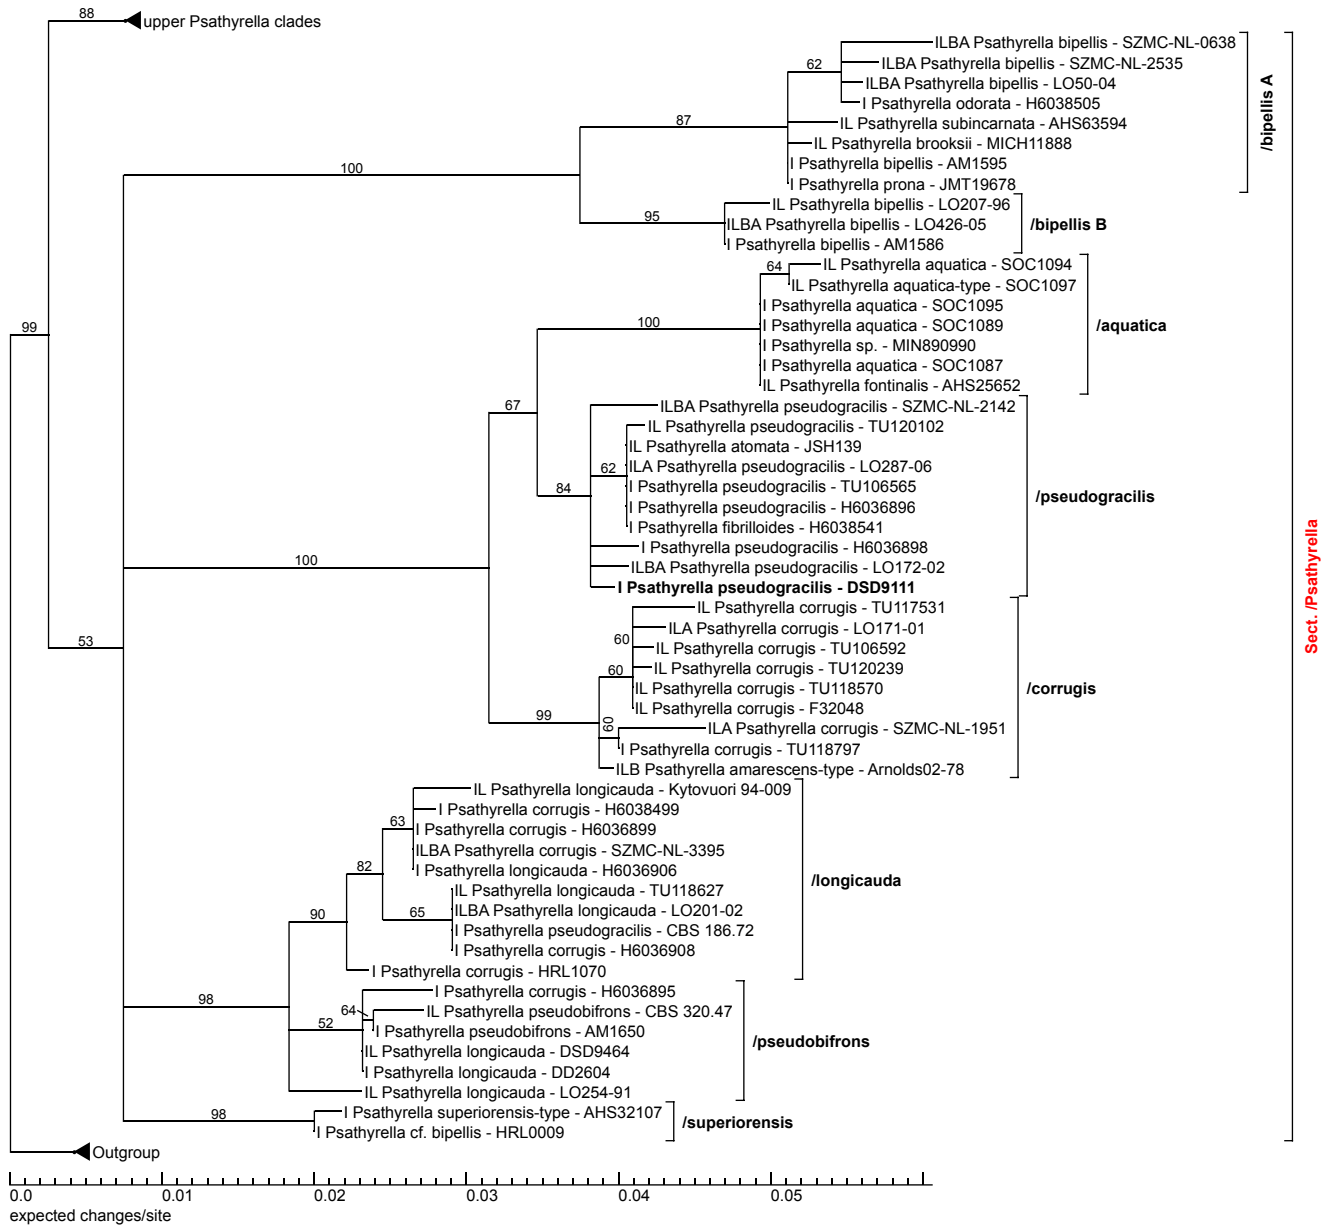 88
upper Psathyrella clades
ILBA Psathyrella bipellis - SZMC-NL-0638
ILBA Psathyrella bipellis - SZMC-NL-2535
62
ILBA Psathyrella bipellis - LO50-04
I Psathyrella odorata - H6038505
/bipellis A
87
IL Psathyrella subincarnata - AHS63594
IL Psathyrella brooksii - MICH11888
I Psathyrella bipellis - AM1595
100
I Psathyrella prona - JMT19678
IL Psathyrella bipellis - LO207-96
95
ILBA Psathyrella bipellis - LO426-05
/bipellis B
I Psathyrella bipellis - AM1586
64
IL Psathyrella aquatica - SOC1094
IL Psathyrella aquatica-type - SOC1097
I Psathyrella aquatica - SOC1095
99
100
I Psathyrella aquatica - SOC1089
/aquatica
I Psathyrella sp. - MIN890990
I Psathyrella aquatica - SOC1087
IL Psathyrella fontinalis - AHS25652
67
ILBA Psathyrella pseudogracilis - SZMC-NL-2142
IL Psathyrella pseudogracilis - TU120102
IL Psathyrella atomata - JSH139
62
ILA Psathyrella pseudogracilis - LO287-06
84
I Psathyrella pseudogracilis - TU106565
/pseudogracilis
I Psathyrella pseudogracilis - H6036896
I Psathyrella fibrilloides - H6038541
I Psathyrella pseudogracilis - H6036898
100
ILBA Psathyrella pseudogracilis - LO172-02
I Psathyrella pseudogracilis - DSD9111
Sect. /Psathyrella
IL Psathyrella corrugis - TU117531
ILA Psathyrella corrugis - LO171-01
53
60
IL Psathyrella corrugis - TU106592
60
IL Psathyrella corrugis - TU120239
IL Psathyrella corrugis - TU118570
/corrugis
IL Psathyrella corrugis - F32048
99
60
ILA Psathyrella corrugis - SZMC-NL-1951
I Psathyrella corrugis - TU118797
ILB Psathyrella amarescens-type - Arnolds02-78
IL Psathyrella longicauda - Kytovuori 94-009
I Psathyrella corrugis - H6038499
63
I Psathyrella corrugis - H6036899
ILBA Psathyrella corrugis - SZMC-NL-3395
82
I Psathyrella longicauda - H6036906
/longicauda
IL Psathyrella longicauda - TU118627
90
65
ILBA Psathyrella longicauda - LO201-02
I Psathyrella pseudogracilis - CBS 186.72
I Psathyrella corrugis - H6036908
I Psathyrella corrugis - HRL1070
98
I Psathyrella corrugis - H6036895
64
IL Psathyrella pseudobifrons - CBS 320.47
52
I Psathyrella pseudobifrons - AM1650
/pseudobifrons
IL Psathyrella longicauda - DSD9464
I Psathyrella longicauda - DD2604
IL Psathyrella longicauda - LO254-91
98
I Psathyrella superiorensis-type - AHS32107
/superiorensis
I Psathyrella cf. bipellis - HRL0009
Outgroup
0.0 0.01 0.02 0.03 0.04 0.05
expected changes/site